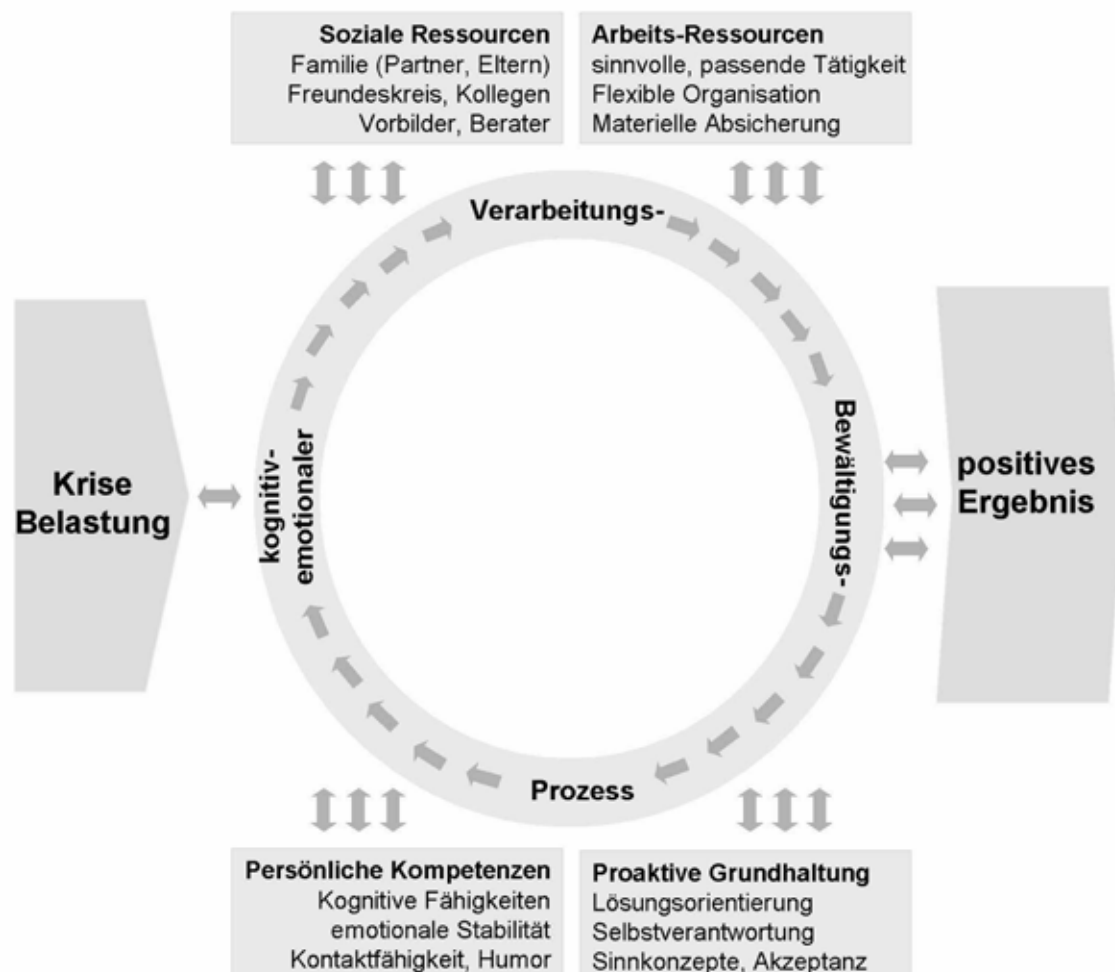 Soziale Ressourcen
Familie (Partner, Eltern)
Freundeskreis, Kollegen
Vorbilder, Berater
Arbeits-Ressourcen
sinnvolle, passende Tätigkeit
Flexible Organisation
Materielle Absicherung
Krise
Belastung
kognitiv-
emotionaler
Verarbeitungs-
Bewältigungs-
Prozess
positives
Ergebnis
Persönliche Kompetenzen
Kognitive Fähigkeiten
emotionale Stabilität
Kontaktfähigkeit, Humor
Proaktive Grundhaltung
Lösungsorientierung
Selbstverantwortung
Sinnkonzepte, Akzeptanz